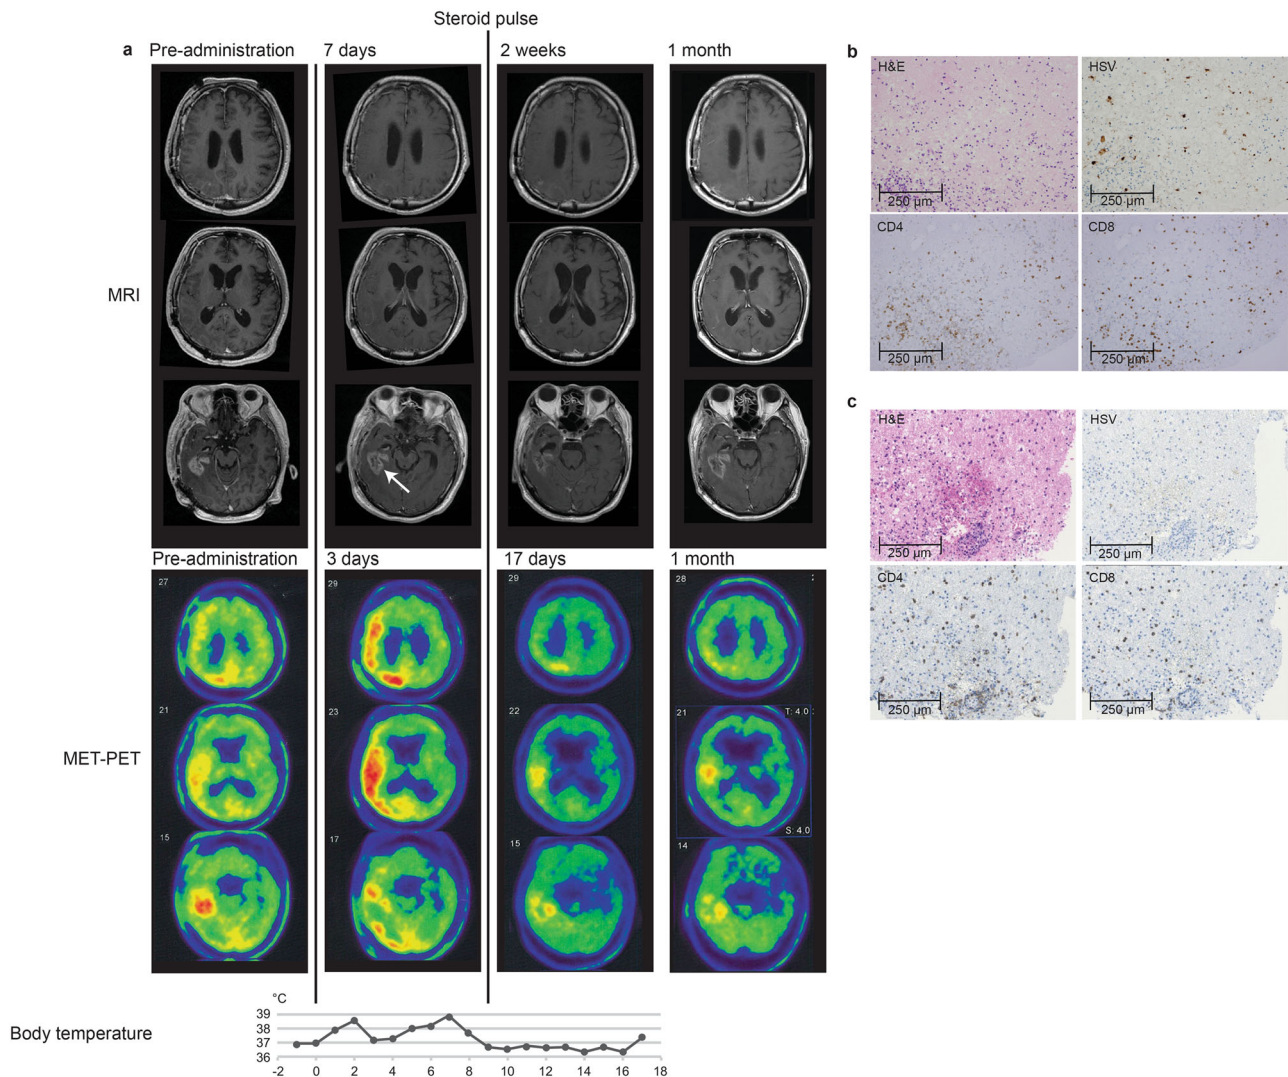 Steroid pulse
a
Pre-administration
7 days
2 weeks
1 month
MRI
Pre-administration
3 days
17 days
1 month
27
29
29
28
21
23
22
21
T: 4.0
S: 4.0
15
17
15
14
MET-PET
°C
39
38
37
36
Body temperature
-2 0 2 4 6 8 10 12 14 16 18
b
H&E
250 µm
HSV
250 µm
CD4
250 µm
CD8
250 µm
c
H&E
250 µm
HSV
250 µm
CD4
250 µm
CD8
250 µm